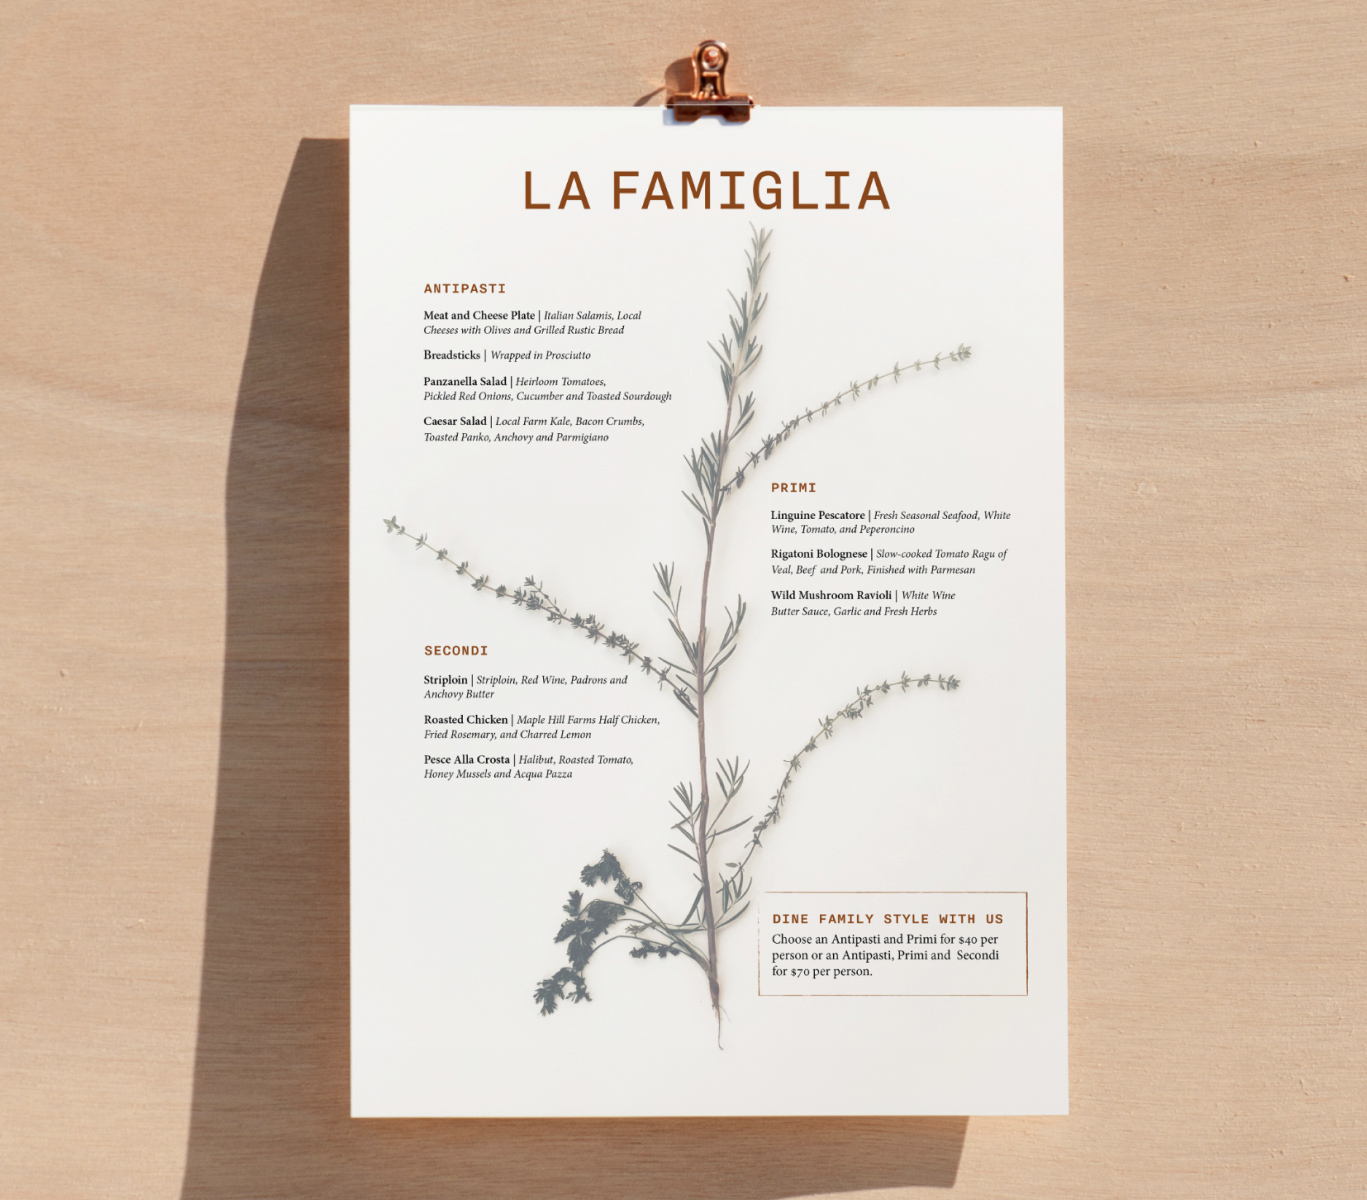 LA FAMIGLIA
ANTIPASTI
Meat and Cheese Plate | Italian Salamis, Local
Cheeses with Olives and Grilled Rustic Bread
Breadsticks | Wrapped in Prosciutto
Panzanella Salad | Heirloom Tomatoes,
Pickled Red Onions, Cucumber and Toasted Sourdough
Caesar Salad | Local Farm Kale, Bacon Crumbs,
Toasted Panko, Anchovy and Parmigiano
PRIMI
Linguine Pescatore | Fresh Seasonal Seafood, White
Wine, Tomato, and Peperoncino
Rigatoni Bolognese | Slow-cooked Tomato Ragu of
Veal, Beef and Pork, Finished with Parmesan
Wild Mushroom Ravioli | White Wine
Butter Sauce, Garlic and Fresh Herbs
SECONDI
Striploin | Striploin, Red Wine, Padrons and
Anchovy Butter
Roasted Chicken | Maple Hill Farms Half Chicken,
Fried Rosemary, and Charred Lemon
Pesce Alla Crosta | Halibut, Roasted Tomato,
Honey Mussels and Acqua Pazza
DINE FAMILY STYLE WITH US
Choose an Antipasti and Primi for $40 per
person or an Antipasti, Primi and Secondi
for $70 per person.